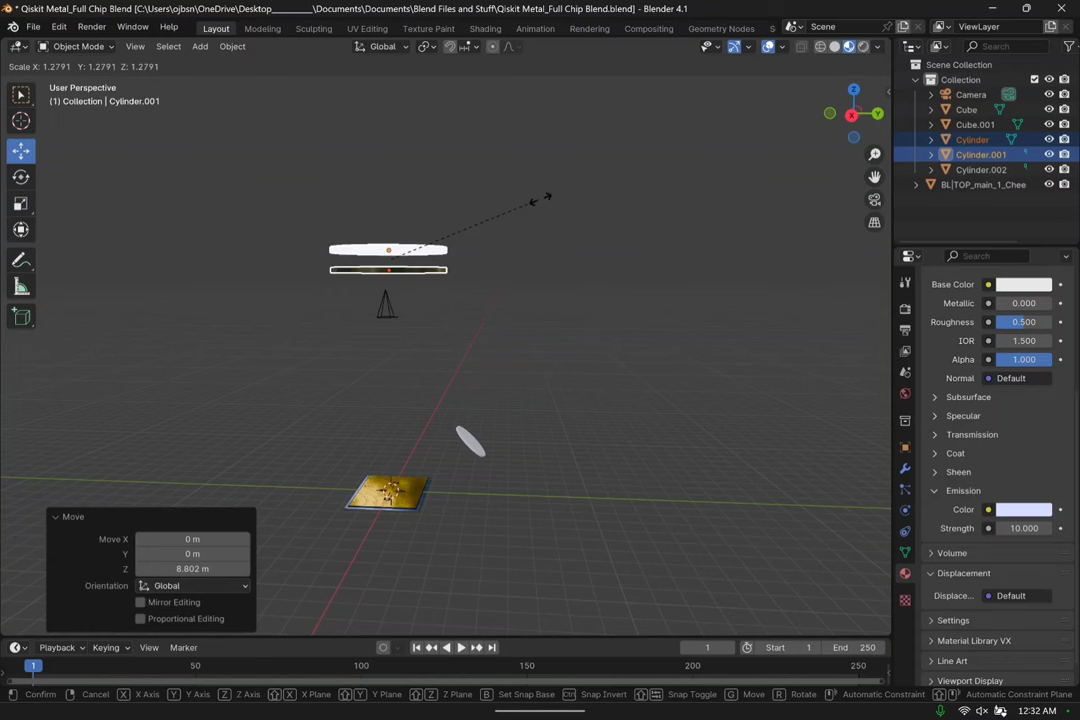 * Qiskit Metal_Full Chip Blend [C:\Users\ojbsn\OneDrive\Desktop_________\Documents\Documents\Blend Files and Stuff\Qiskit Metal_Full Chip Blend.blend] - Blender 4.1
File Edit Render Window Help Layout Modeling Sculpting UV Editing Texture Paint Shading Animation Rendering Compositing Geometry Nodes Scene ViewLayer
Object Mode View Select Add Object Global Search
Scale X: 1.2791 Y: 1.2791 Z: 1.2791
Scene Collection
Collection
User Perspective
(1) Collection | Cylinder.001
Z
Y
X
Camera
Cube
Cube.001
Cylinder
Cylinder.001
Cylinder.002
BL|TOP_main_1_Chee
Search
Base Color
Metallic 0.000
Roughness 0.500
IOR 1.500
Alpha 1.000
Normal Default
Subsurface
Specular
Transmission
Coat
Sheen
Emission
Color
Strength 10.000
Volume
Displacement
Displace... Default
Settings
Material Library VX
Line Art
Viewport Display
Move
Move X 0 m
Y 0 m
Z 8.802 m
Orientation Global
Mirror Editing
Proportional Editing
Playback Keying View Marker 1 Start 1 End 250
1 50 100 150 200 250
Confirm Cancel X X Axis Y Y Axis Z Z Axis X X Plane Y Y Plane Z Z Plane B Set Snap Base Ctrl Snap Invert Snap Toggle G Move R Rotate Automatic Constraint Automatic Constraint Plane
12:32 AM